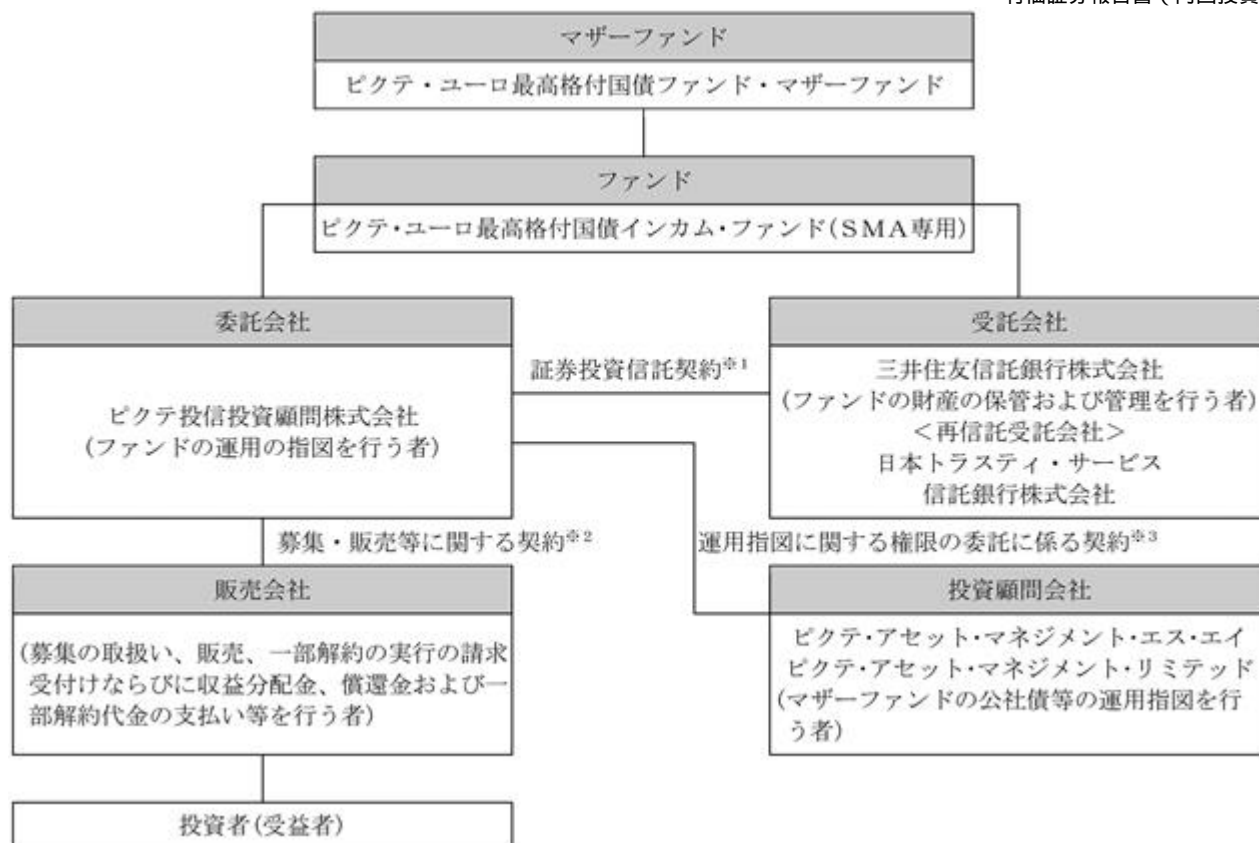 マザーファンド
ピクテ・ユーロ最高格付国債ファンド・マザーファンド
ファンド
ピクテ・ユーロ最高格付国債インカム・ファンド(SMA専用)
委託会社
ピクテ投信投資顧問株式会社
(ファンドの運用の指図を行う者)
証券投資信託契約※1
受託会社
三井住友信託銀行株式会社
(ファンドの財産の保管および管理を行う者)
<再信託受託会社>
日本トラスティ・サービス
信託銀行株式会社
募集・販売等に関する契約※2
運用指図に関する権限の委託に係る契約※3
販売会社
(募集の取扱い、販売、一部解約の実行の請求
受付けならびに収益分配金、償還金および一
部解約代金の支払い等を行う者)
投資顧問会社
ピクテ・アセット・マネジメント・エス・エイ
ピクテ・アセット・マネジメント・リミテッド
(マザーファンドの公社債等の運用指図を行
う者)
投資者(受益者)